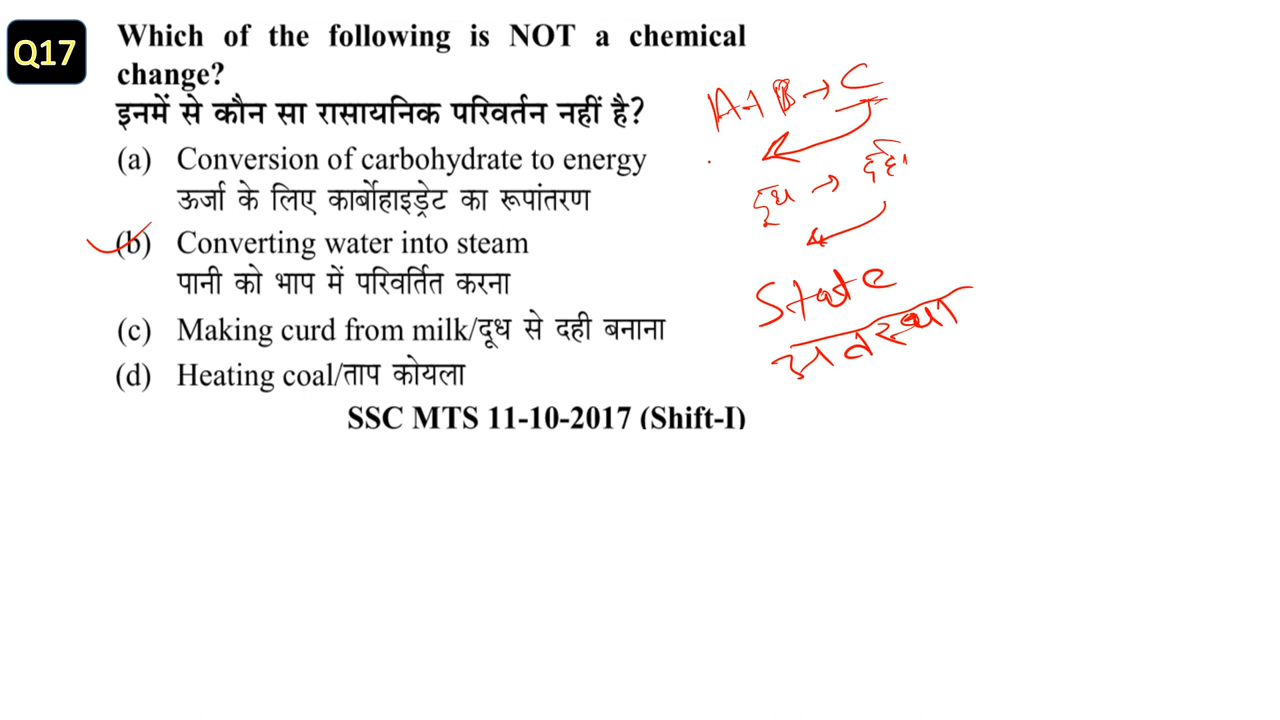 Q17
Which of the following is NOT a chemical
change?
इनमें से कौन सा रासायनिक परिवर्तन नहीं है?
(a) Conversion of carbohydrate to energy
ऊर्जा के लिए कार्बोहाइड्रेट का रूपांतरण
(b) Converting water into steam
पानी को भाप में परिवर्तित करना
(c) Making curd from milk/दूध से दही बनाना
(d) Heating coal/ताप कोयला
SSC MTS 11-10-2017 (Shift-I)
A+B→C
दूध → दही
State
अवस्था